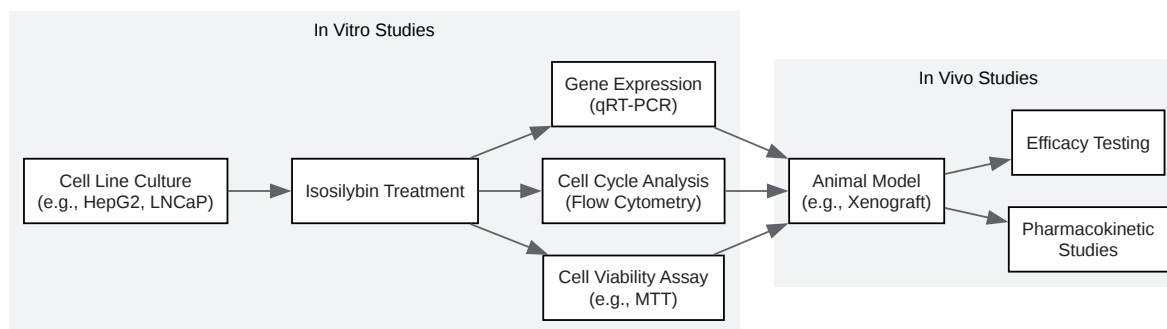 In Vitro Studies
Cell Line Culture
(e.g., HepG2, LNCaP)
Isosilybin Treatment
Gene Expression
(qRT-PCR)
Cell Cycle Analysis
(Flow Cytometry)
Cell Viability Assay
(e.g., MTT)
In Vivo Studies
Animal Model
(e.g., Xenograft)
Efficacy Testing
Pharmacokinetic
Studies